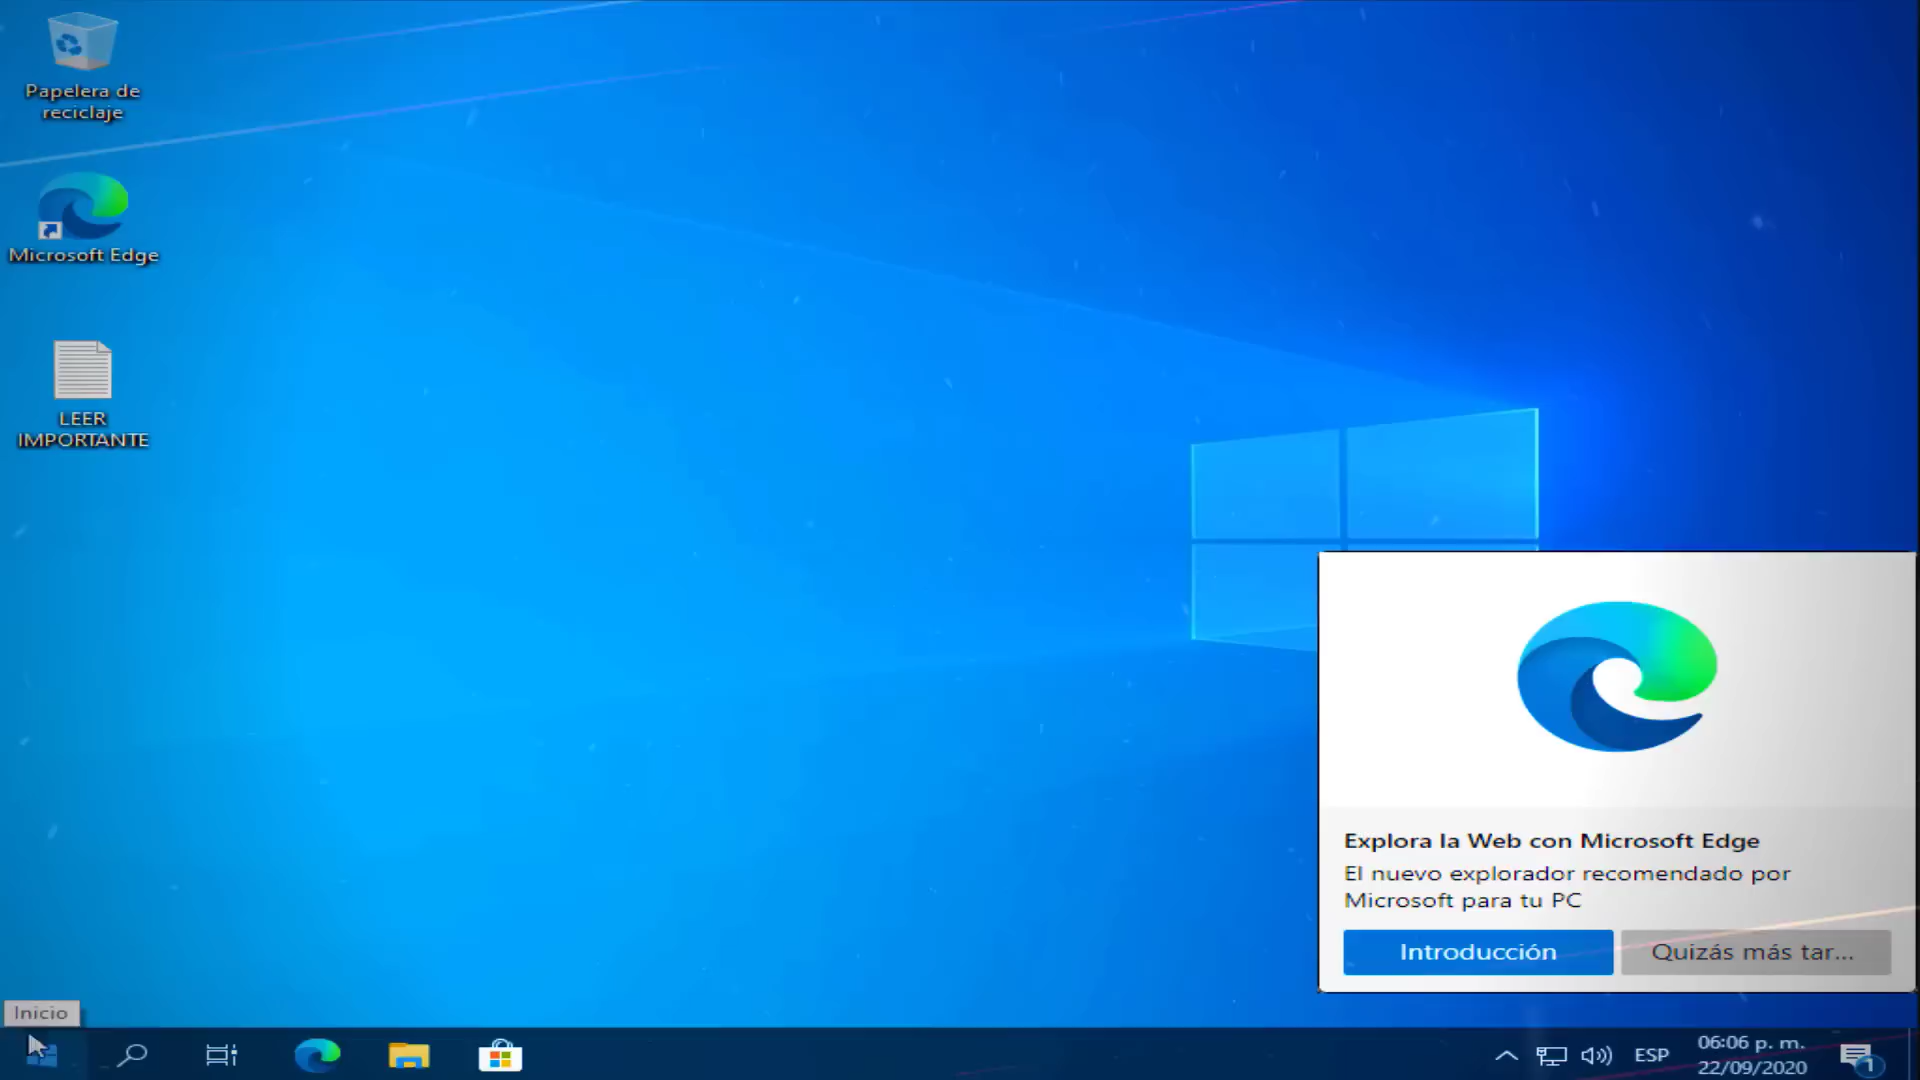 Papelera de
reciclaje
Microsoft Edge
LEER
IMPORTANTE
Explora la Web con Microsoft Edge
El nuevo explorador recomendado por
Microsoft para tu PC
Introducción
Quizás más tar...
Inicio
ESP
06:06 p. m.
22/09/2020
1